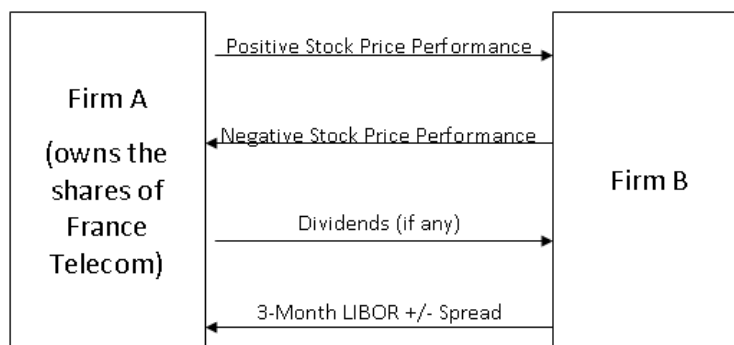 Firm A
(owns the
shares of
France
Telecom)
Positive Stock Price Performance
Negative Stock Price Performance
Dividends (if any)
3-Month LIBOR +/- Spread
Firm B